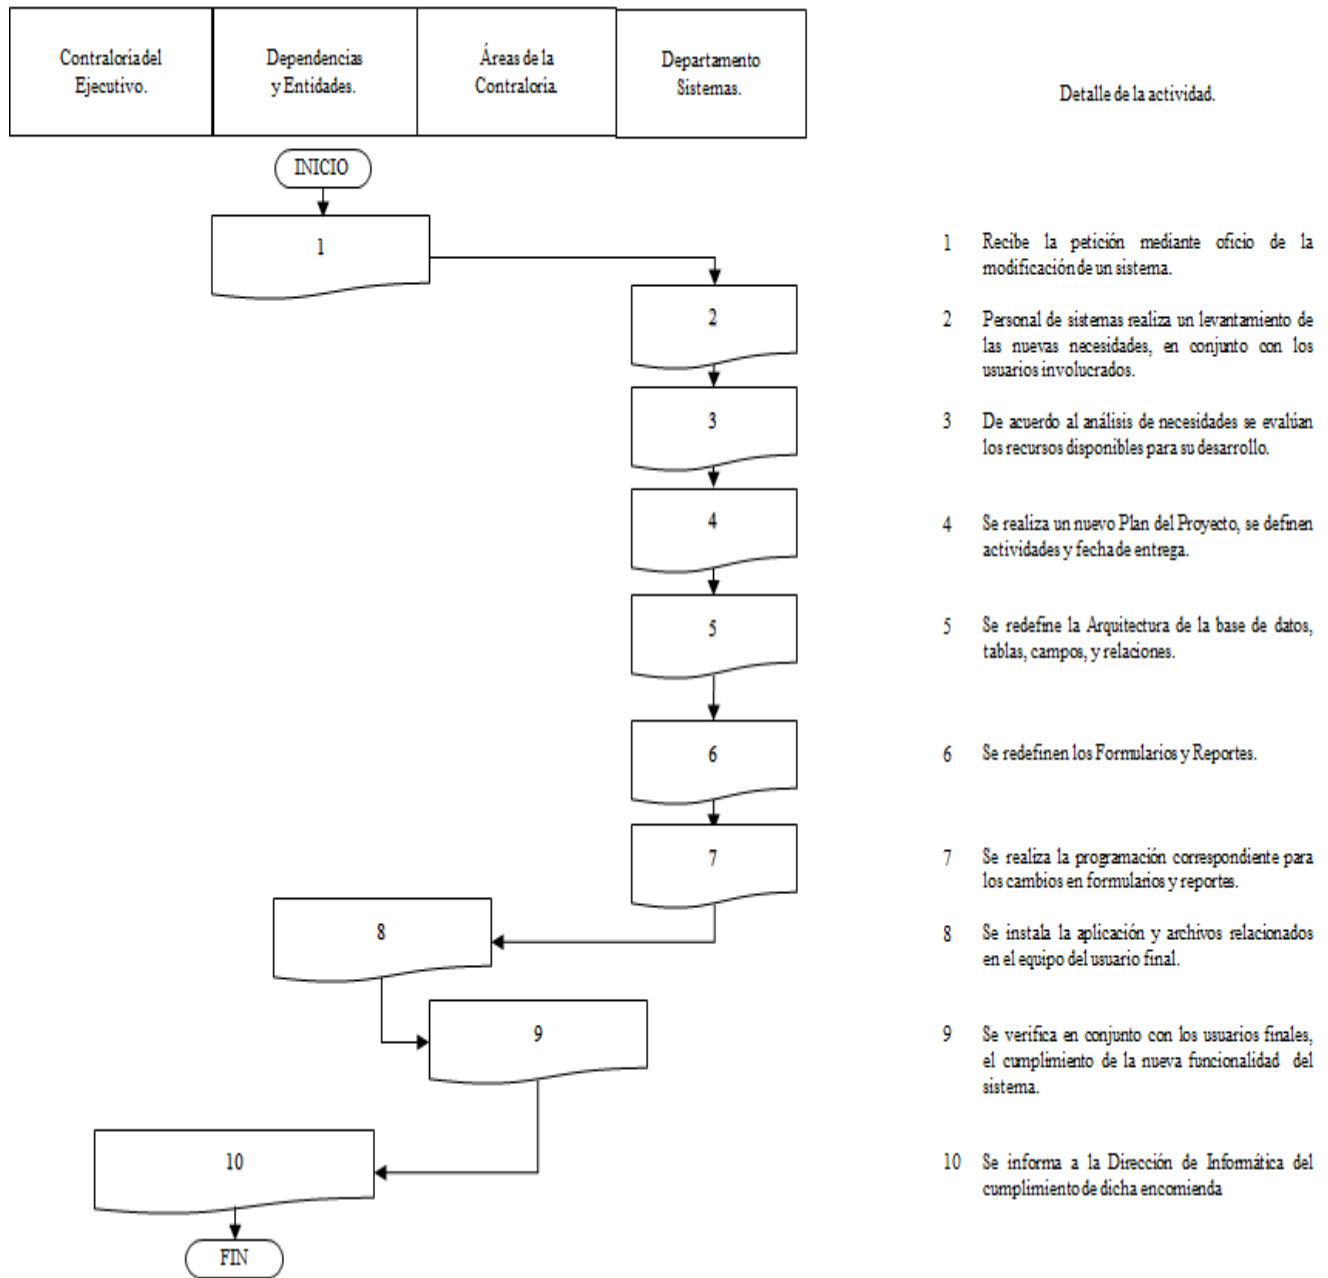 Contraloría del
Ejecutivo.
Dependencias
y Entidades.
Áreas de la
Contraloría.
Departamento
Sistemas.
Detalle de la actividad.
INICIO
1
2
3
4
5
6
7
8
9
10
FIN
1 Recibe la petición mediante oficio de la
modificación de un sistema.
2 Personal de sistemas realiza un levantamiento de
las nuevas necesidades, en conjunto con los
usuarios involucrados.
3 De acuerdo al análisis de necesidades se evalúan
los recursos disponibles para su desarrollo.
4 Se realiza un nuevo Plan del Proyecto, se definen
actividades y fecha de entrega.
5 Se redefine la Arquitectura de la base de datos,
tablas, campos, y relaciones.
6 Se redefinen los Formularios y Reportes.
7 Se realiza la programación correspondiente para
los cambios en formularios y reportes.
8 Se instala la aplicación y archivos relacionados
en el equipo del usuario final.
9 Se verifica en conjunto con los usuarios finales,
el cumplimiento de la nueva funcionalidad del
sistema.
10 Se informa a la Dirección de Informática del
cumplimiento de dicha encomienda